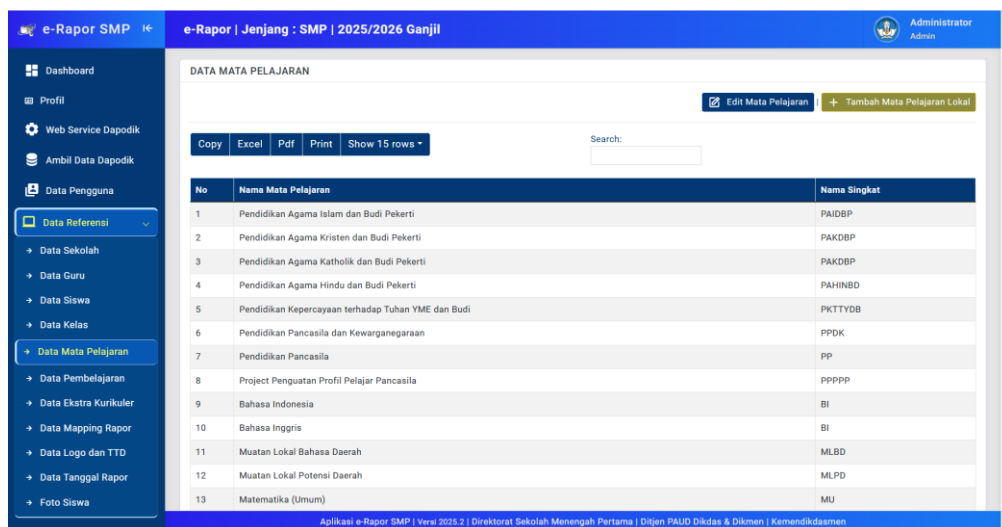 e-Rapor SMP
e-Rapor | Jenjang : SMP | 2025/2026 Ganjil
Administrator
Admin
Dashboard
Profil
Web Service Dapodik
Ambil Data Dapodik
Data Pengguna
Data Referensi
Data Sekolah
Data Guru
Data Siswa
Data Kelas
Data Mata Pelajaran
Data Pembelajaran
Data Ekstra Kurikuler
Data Mapping Rapor
Data Logo dan TTD
Data Tanggal Rapor
Foto Siswa
DATA MATA PELAJARAN
Edit Mata Pelajaran | + Tambah Mata Pelajaran Lokal
Copy Excel Pdf Print Show 15 rows
Search:
No Nama Mata Pelajaran Nama Singkat
1 Pendidikan Agama Islam dan Budi Pekerti PAIDBP
2 Pendidikan Agama Kristen dan Budi Pekerti PAKDBP
3 Pendidikan Agama Katholik dan Budi Pekerti PAKDBP
4 Pendidikan Agama Hindu dan Budi Pekerti PAHINBD
5 Pendidikan Kepercayaan terhadap Tuhan YME dan Budi PKTTYDB
6 Pendidikan Pancasila dan Kewarganegaraan PPDK
7 Pendidikan Pancasila PP
8 Project Penguatan Profil Pelajar Pancasila PPPPP
9 Bahasa Indonesia BI
10 Bahasa Inggris BI
11 Muatan Lokal Bahasa Daerah MLBD
12 Muatan Lokal Potensi Daerah MLPD
13 Matematika (Umum) MU
Aplikasi e-Rapor SMP | Versi 2025.2 | Direktorat Sekolah Menengah Pertama | Ditjen PAUD Dikdas & Dikmen | Kemendikdasmen